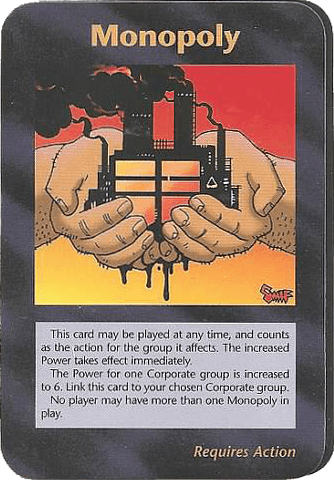 Monopoly
This card may be played at any time, and counts
as the action for the group it affects. The increased
Power takes effect immediately.
The Power for one Corporate group is increased
to 6. Link this card to your chosen Corporate group.
No player may have more than one Monopoly in
play.
Requires Action